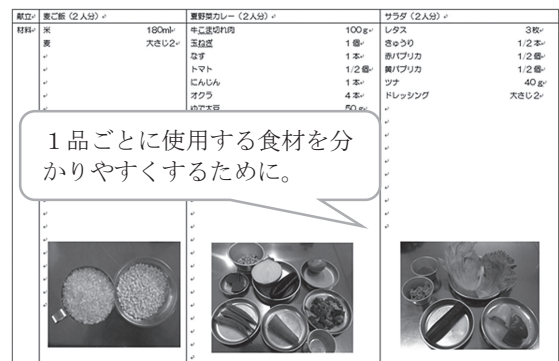 献立 麦ご飯（２人分） 夏野菜カレー（２人分） サラダ（２人分）
材料 米 180ml 牛こま切れ肉 100ｇ レタス 3枚
麦 大さじ2 玉ねぎ 1個 きゅうり 1/2本
なす 1本 赤パプリカ 1/2個
トマト 1/2個 黄パプリカ 1/2個
にんじん 1本 ツナ 40ｇ
オクラ 4本 ドレッシング 大さじ2
ゆで大豆 50ｇ
１品ごとに使用する食材を分
かりやすくするために。